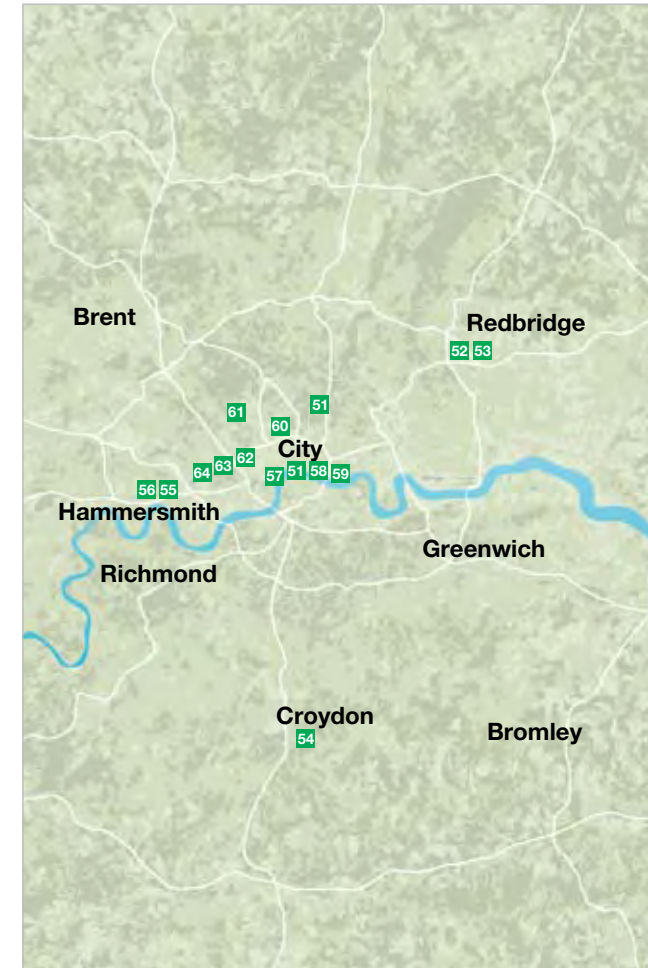 Brent
Redbridge
52 53
51
61
60
City
62
63
64
57 51 58 59
56 55
Hammersmith
Greenwich
Richmond
Croydon
Bromley
54